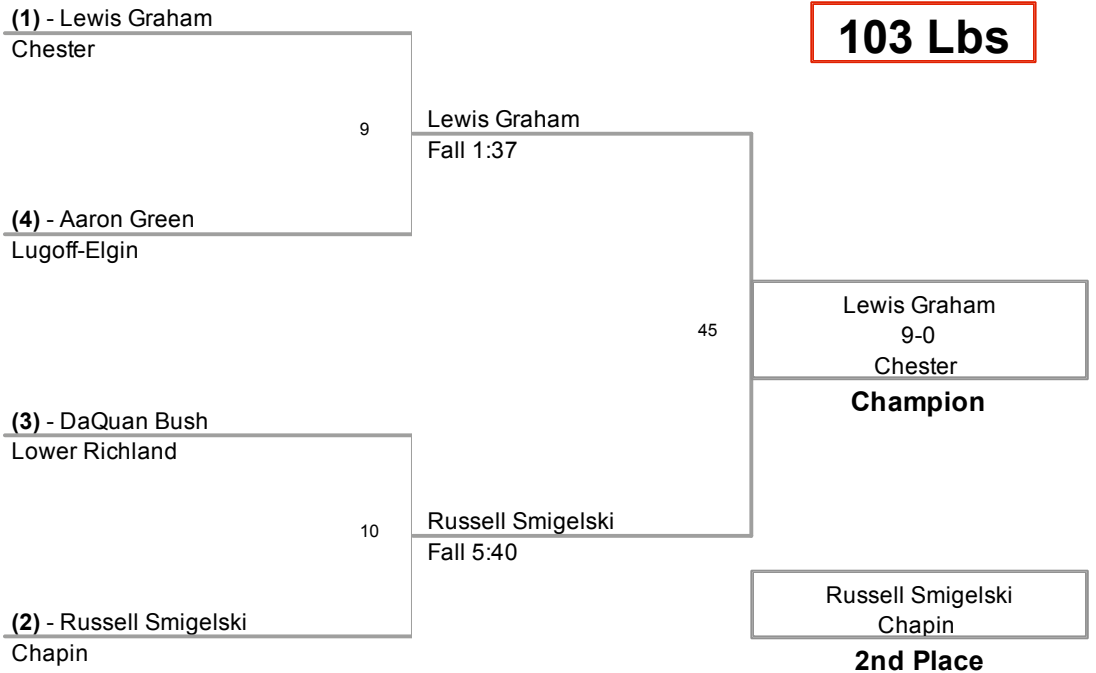 (1) - Lewis Graham
Chester
103 Lbs
9
Lewis Graham
Fall 1:37
(4) - Aaron Green
Lugoff-Elgin
45
Lewis Graham
9-0
Chester
Champion
(3) - DaQuan Bush
Lower Richland
10
Russell Smigelski
Fall 5:40
(2) - Russell Smigelski
Chapin
Russell Smigelski
Chapin
2nd Place